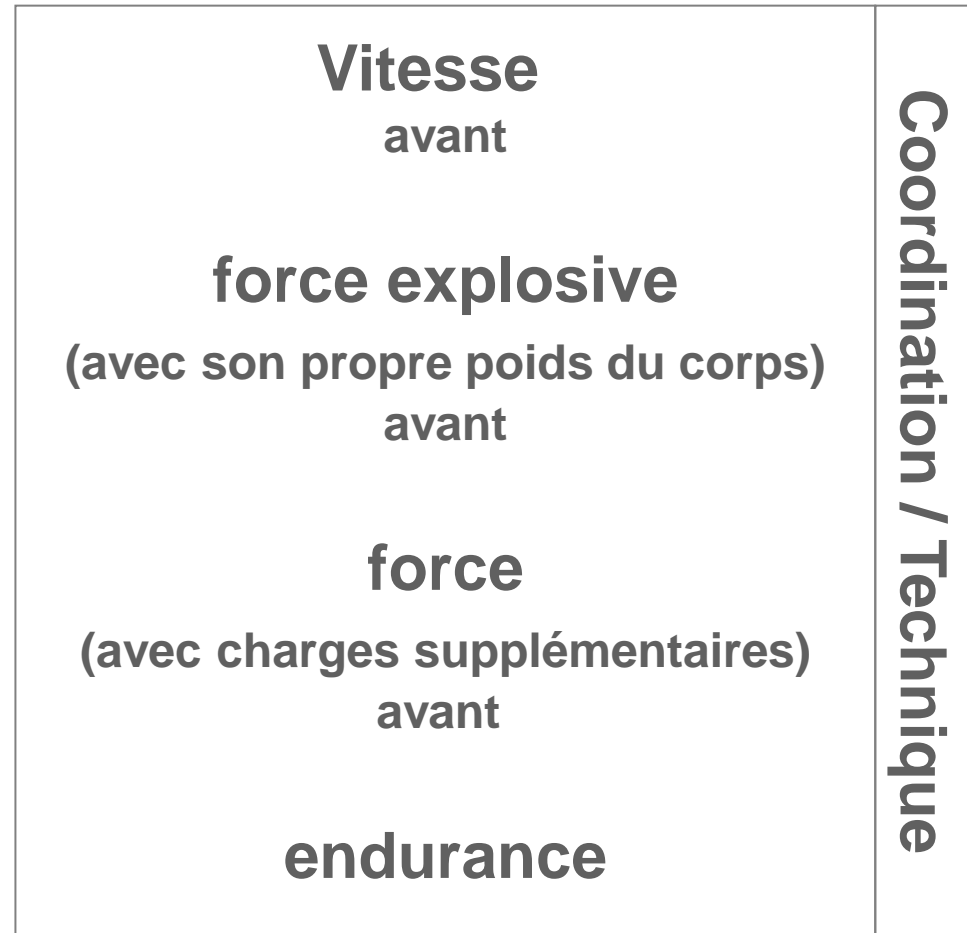 Vitesse
avant
force explosive
(avec son propre poids du corps)
avant
force
(avec charges supplémentaires)
avant
endurance
Coordination / Technique